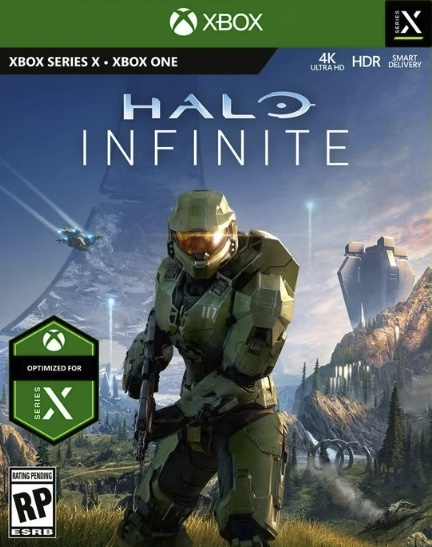 XBOX
SERIES X
XBOX SERIES X • XBOX ONE
4K
ULTRA HD
HDR
SMART
DELIVERY
HALO
INFINITE
117
OPTIMIZED FOR
SERIES X
RATING PENDING
RP
ESRB